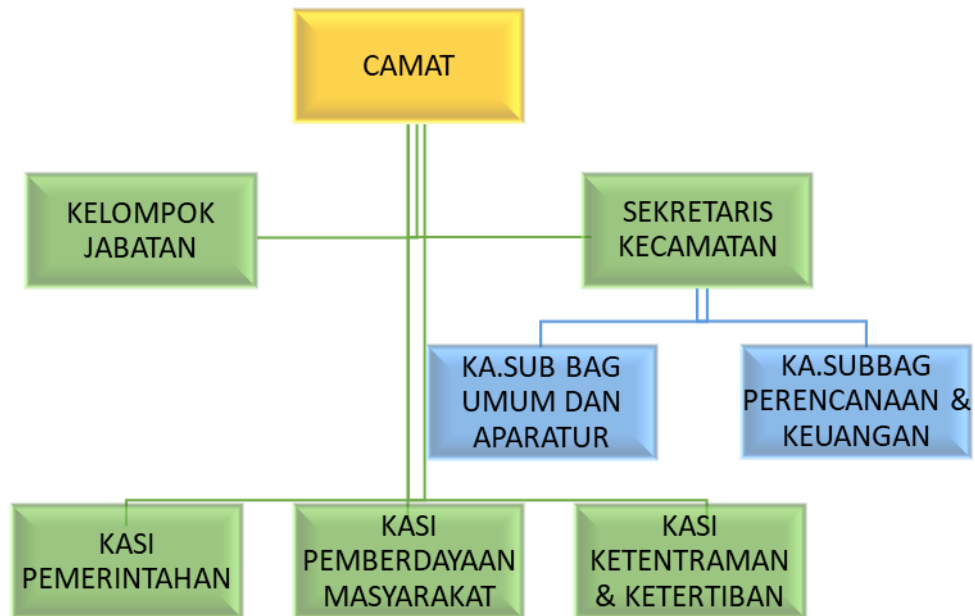 CAMAT
KELOMPOK
JABATAN
SEKRETARIS
KECAMATAN
KA.SUB BAG
UMUM DAN
APARATUR
KA.SUBBAG
PERENCANAAN &
KEUANGAN
KASI
PEMERINTAHAN
KASI
PEMBERDAYAAN
MASYARAKAT
KASI
KETENTRAMAN
& KETERTIBAN